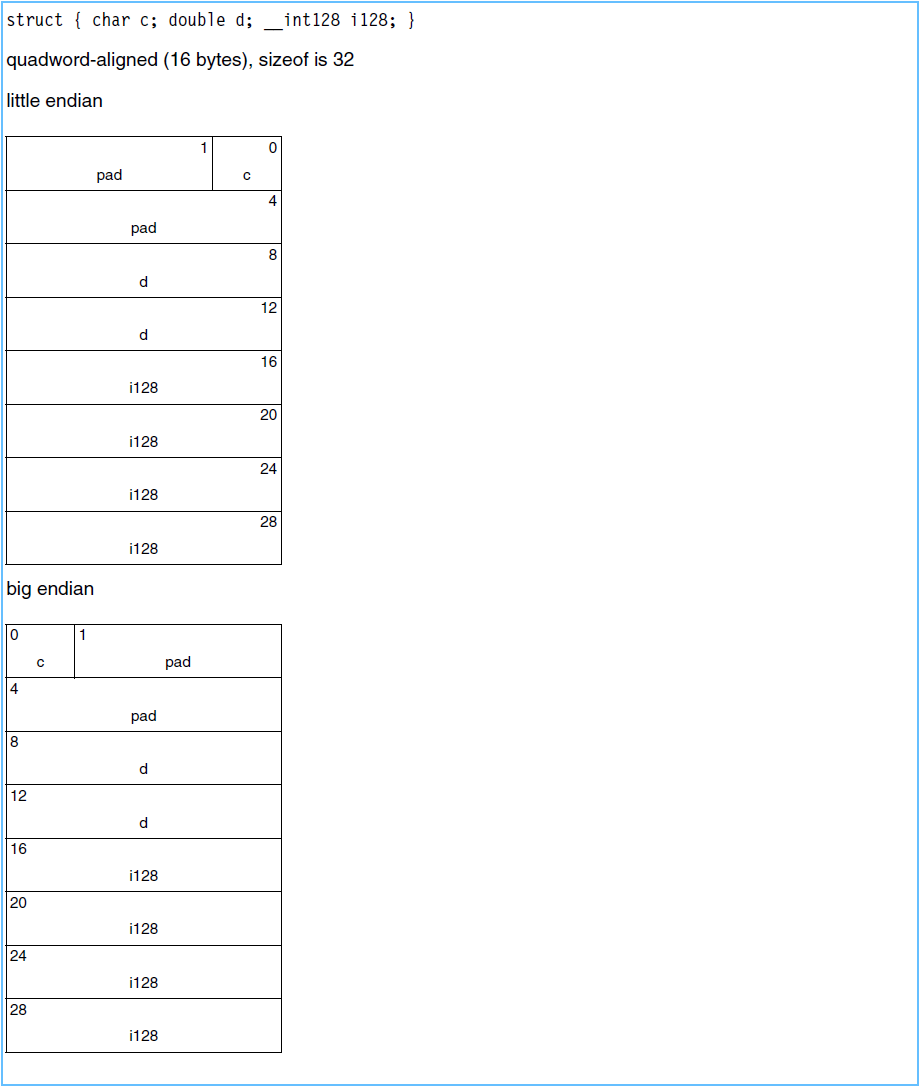 struct { char c; double d; __int128 i128; }
quadword-aligned (16 bytes), sizeof is 32
little endian
1 0
pad c
4
pad
8
d
12
d
16
i128
20
i128
24
i128
28
i128
big endian
0 1
c pad
4
pad
8
d
12
d
16
i128
20
i128
24
i128
28
i128